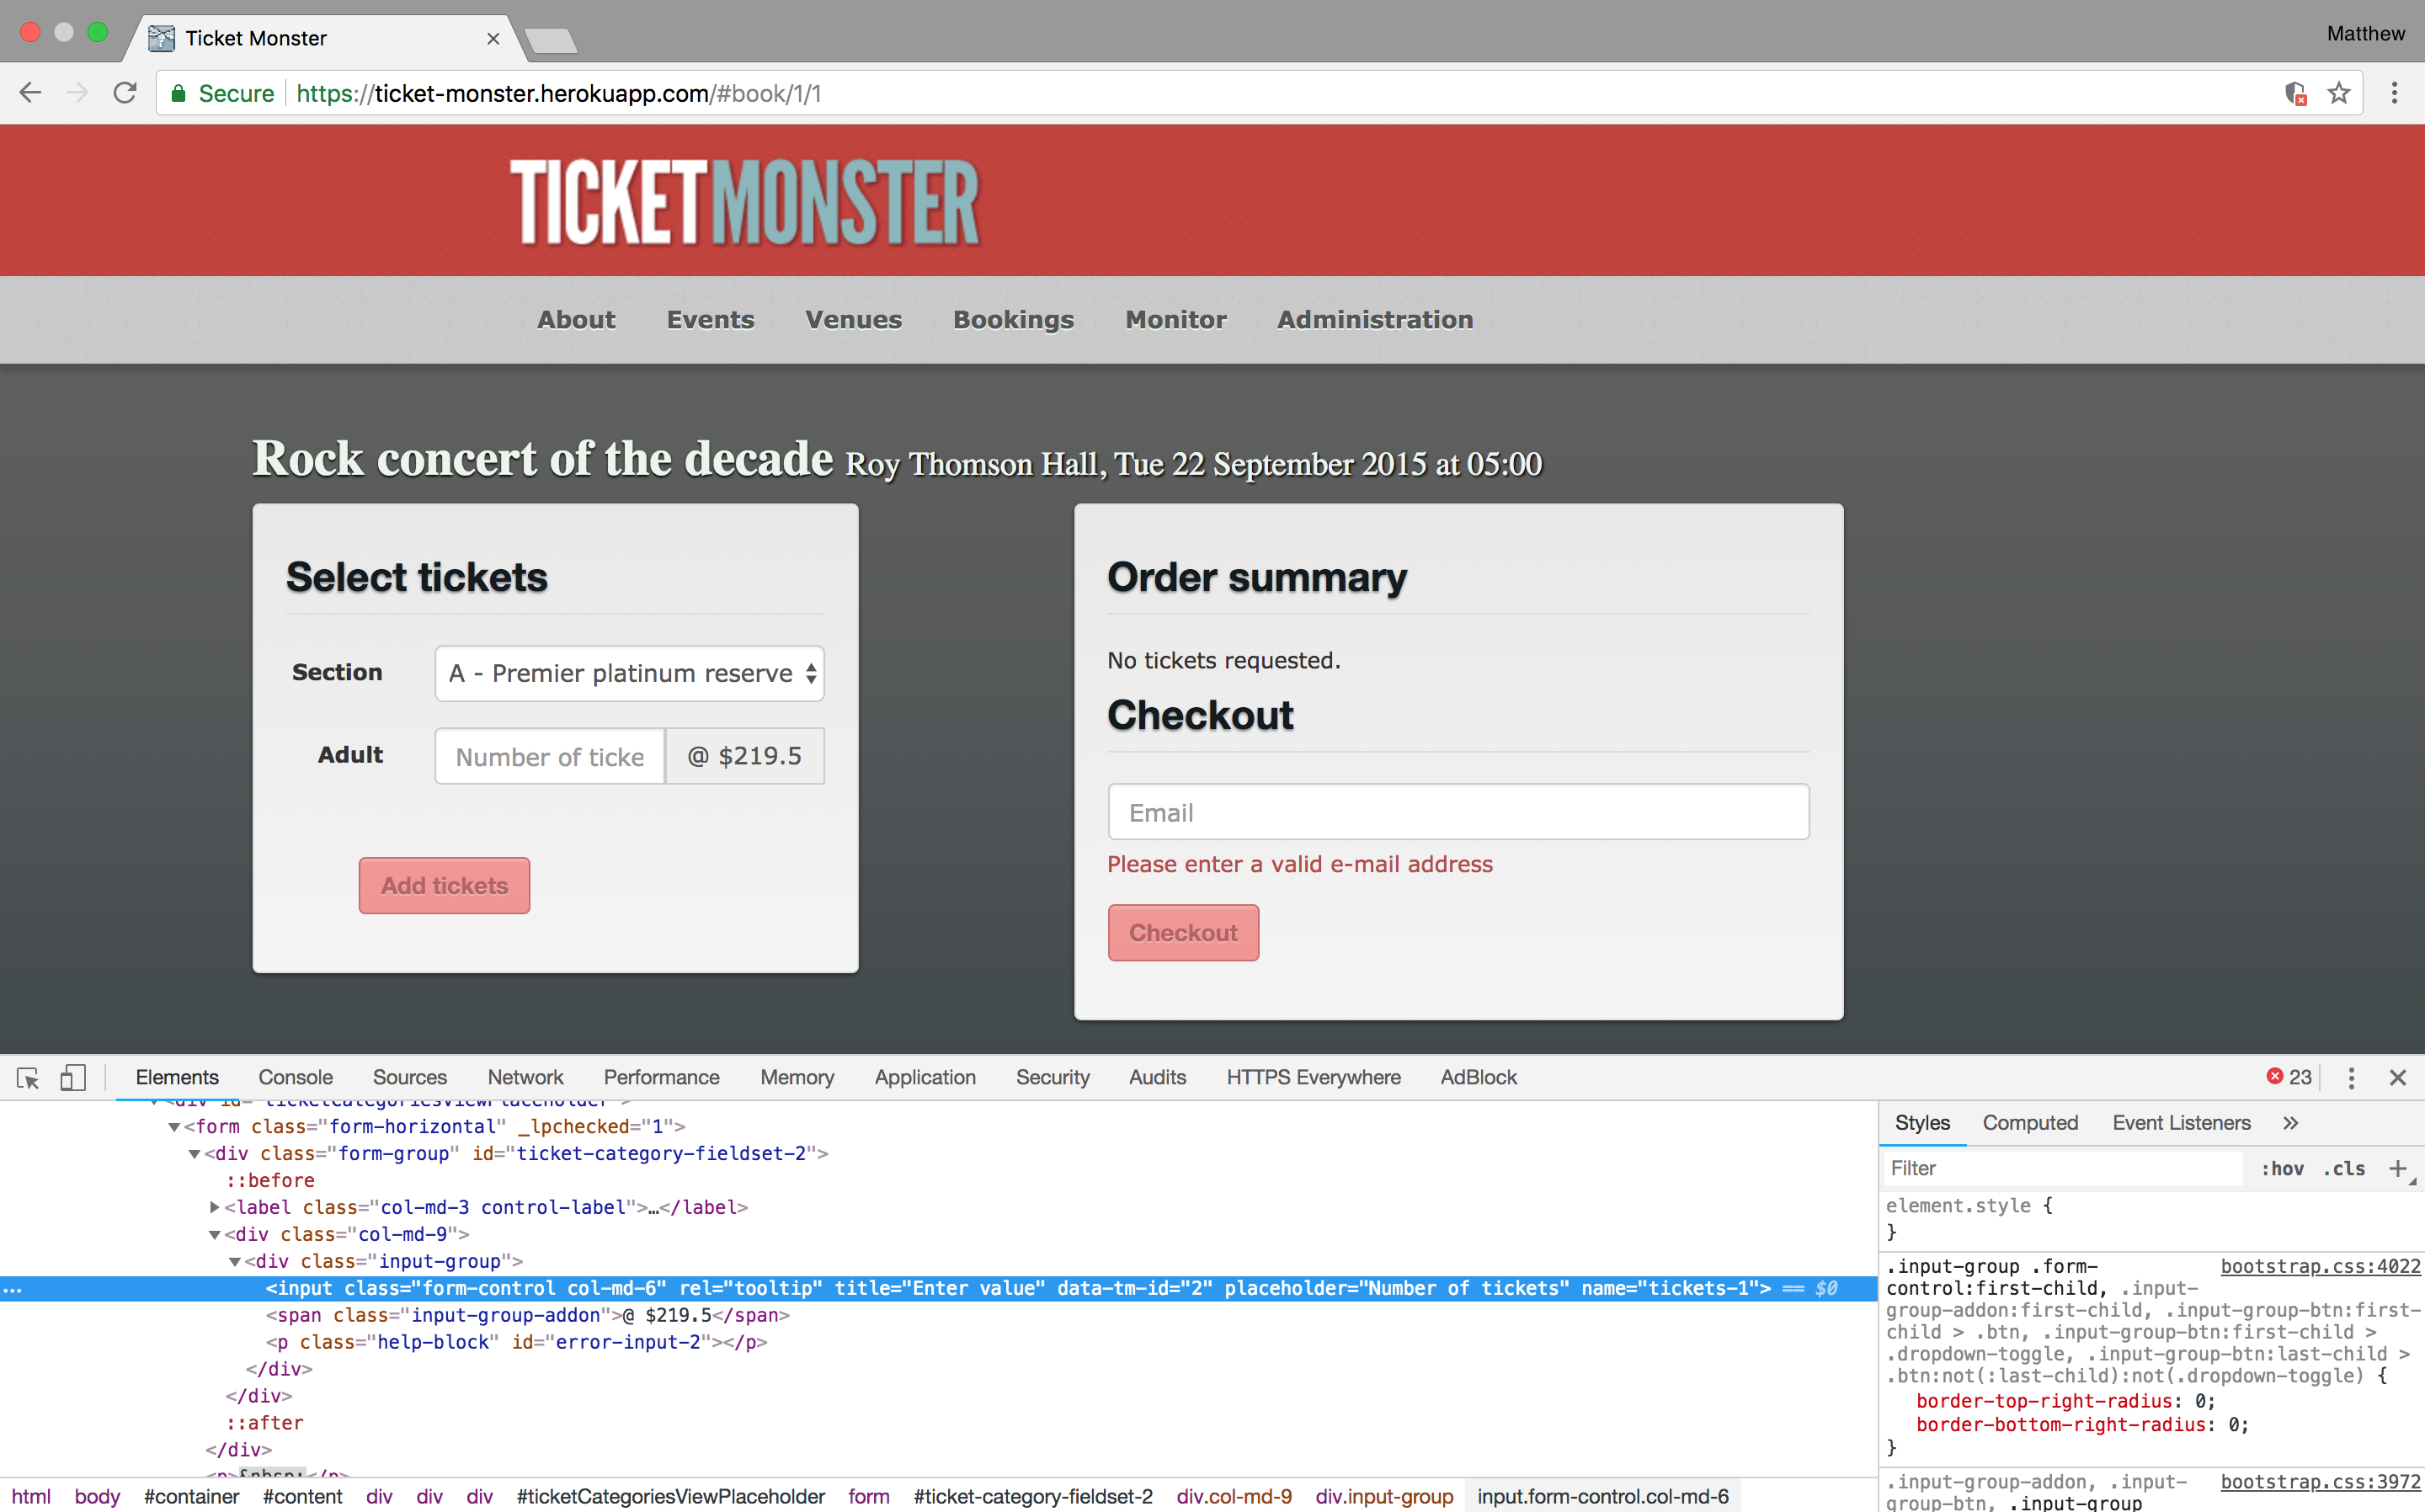 Ticket Monster
Matthew
Secure https://ticket-monster.herokuapp.com/#book/1/1
TICKETMONSTER
About Events Venues Bookings Monitor Administration
Rock concert of the decade Roy Thomson Hall, Tue 22 September 2015 at 05:00
Select tickets
Section A - Premier platinum reserve
Adult Number of ticke @ $219.5
Add tickets
Order summary
No tickets requested.
Checkout
Email
Please enter a valid e-mail address
Checkout
Elements Console Sources Network Performance Memory Application Security Audits HTTPS Everywhere AdBlock 23
<div id="ticketCategoriesViewPlaceholder">
<form class="form-horizontal" _lpchecked="1">
<div class="form-group" id="ticket-category-fieldset-2">
::before
<label class="col-md-3 control-label">…</label>
<div class="col-md-9">
<div class="input-group">
... <input class="form-control col-md-6" rel="tooltip" title="Enter value" data-tm-id="2" placeholder="Number of tickets" name="tickets-1"> == $0
<span class="input-group-addon">@ $219.5</span>
<p class="help-block" id="error-input-2"></p>
</div>
</div>
::after
</div>
<p>&nbsp;</p>
html body #container #content div div div #ticketCategoriesViewPlaceholder form #ticket-category-fieldset-2 div.col-md-9 div.input-group input.form-control.col-md-6
Styles Computed Event Listeners »
Filter :hov .cls +
element.style {
}
.input-group .form- bootstrap.css:4022
control:first-child, .input-
group-addon:first-child, .input-group-btn:first-
child > .btn, .input-group-btn:first-child >
.dropdown-toggle, .input-group-btn:last-child >
.btn:not(:last-child):not(.dropdown-toggle) {
border-top-right-radius: 0;
border-bottom-right-radius: 0;
}
.input-group-addon, .input- bootstrap.css:3972
group-btn, .input-group